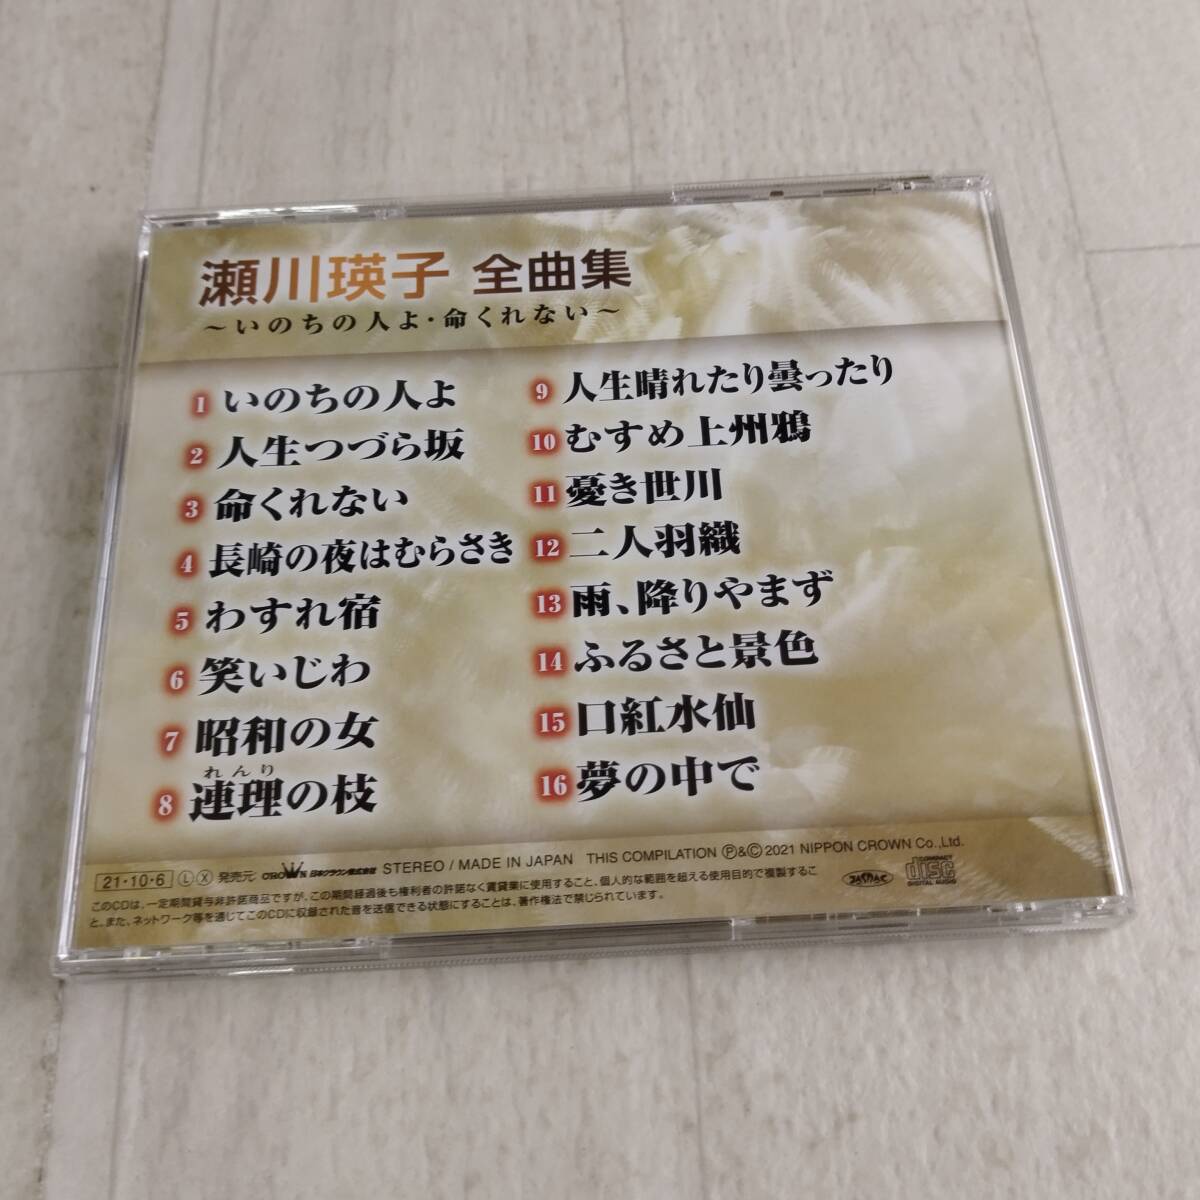 瀬川瑛子 全曲集
～いのちの人よ・命くれない～
1 いのちの人よ
2 人生つづら坂
3 命くれない
4 長崎の夜はむらさき
5 わすれ宿
6 笑いじわ
7 昭和の女
れんり
8 連理の枝
9 人生晴れたり曇ったり
10 むすめ上州鴉
11 憂き世川
12 二人羽織
13 雨、降りやまず
14 ふるさと景色
15 口紅水仙
16 夢の中で
21・10・6 Ⓛ Ⓧ 発売元: CROWN 日本クラウン株式会社 STEREO / MADE IN JAPAN THIS COMPILATION Ⓟ&Ⓒ 2021 NIPPON CROWN Co.,Ltd.
このCDは、一定期間貸与非許諾商品ですが、この期間経過後も権利者の許諾なく賃貸業に使用すること、個人的な範囲を超える使用目的で複製するこ
と、また、ネットワーク等を通じてこのCDに収録された音を送信できる状態にすることは、著作権法で禁じられています。
JASRAC
COMPACT
disc
DIGITAL AUDIO